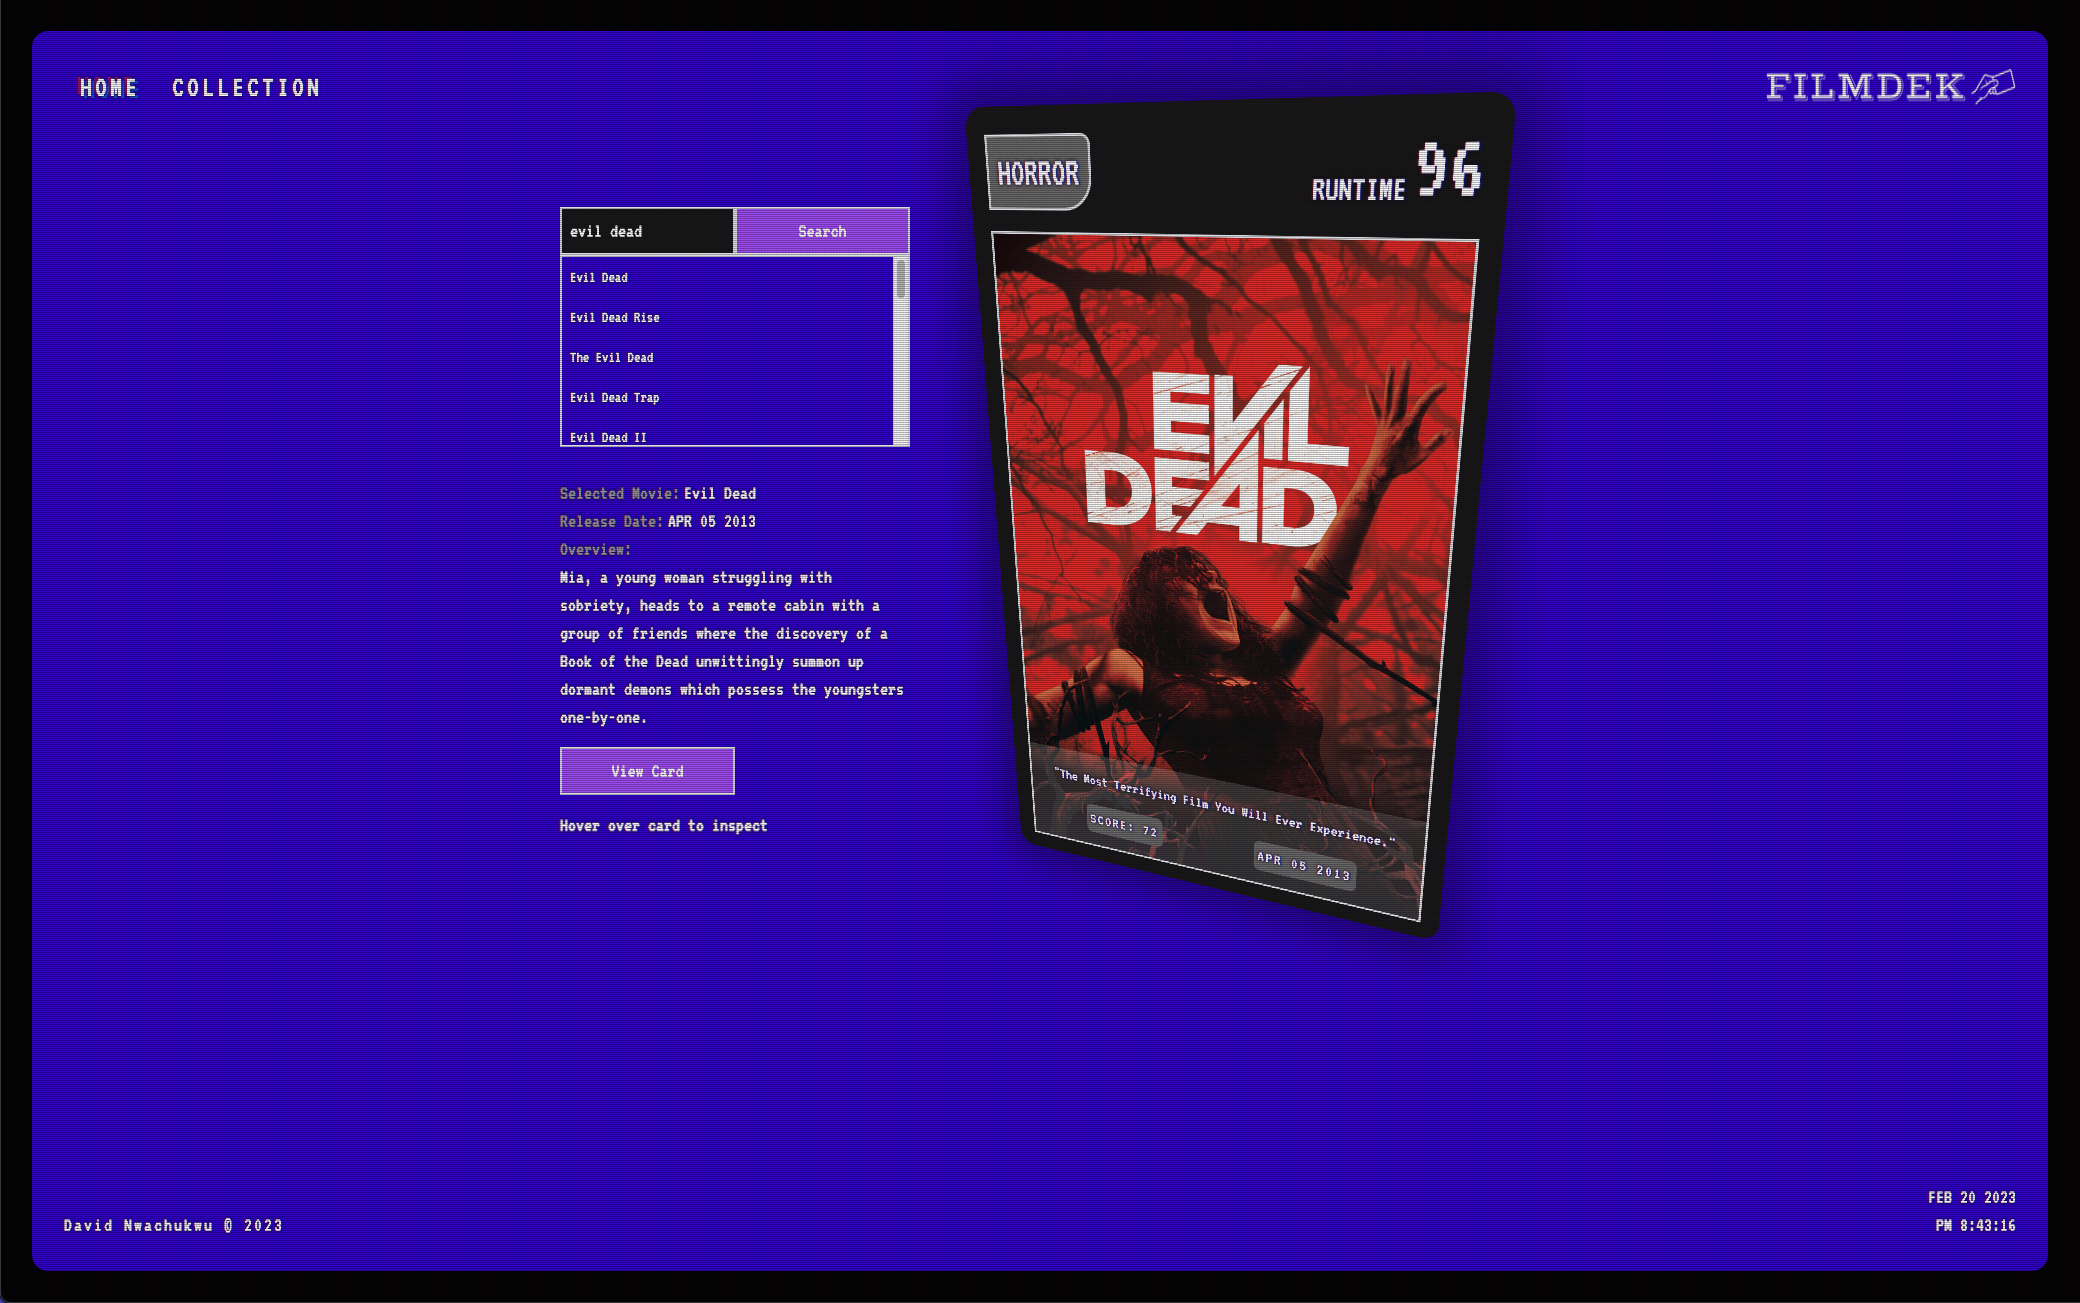 HOME COLLECTION
FILMDEK
evil dead
Search
Evil Dead
Evil Dead Rise
The Evil Dead
Evil Dead Trap
Evil Dead II
Selected Movie: Evil Dead
Release Date: APR 05 2013
Overview:
Mia, a young woman struggling with
sobriety, heads to a remote cabin with a
group of friends where the discovery of a
Book of the Dead unwittingly summon up
dormant demons which possess the youngsters
one-by-one.
View Card
Hover over card to inspect
HORROR
RUNTIME 96
EVIL
DEAD
"The Most Terrifying Film You Will Ever Experience."
SCORE: 72
APR 05 2013
David Nwachukwu @ 2023
FEB 20 2023
PM 8:43:16